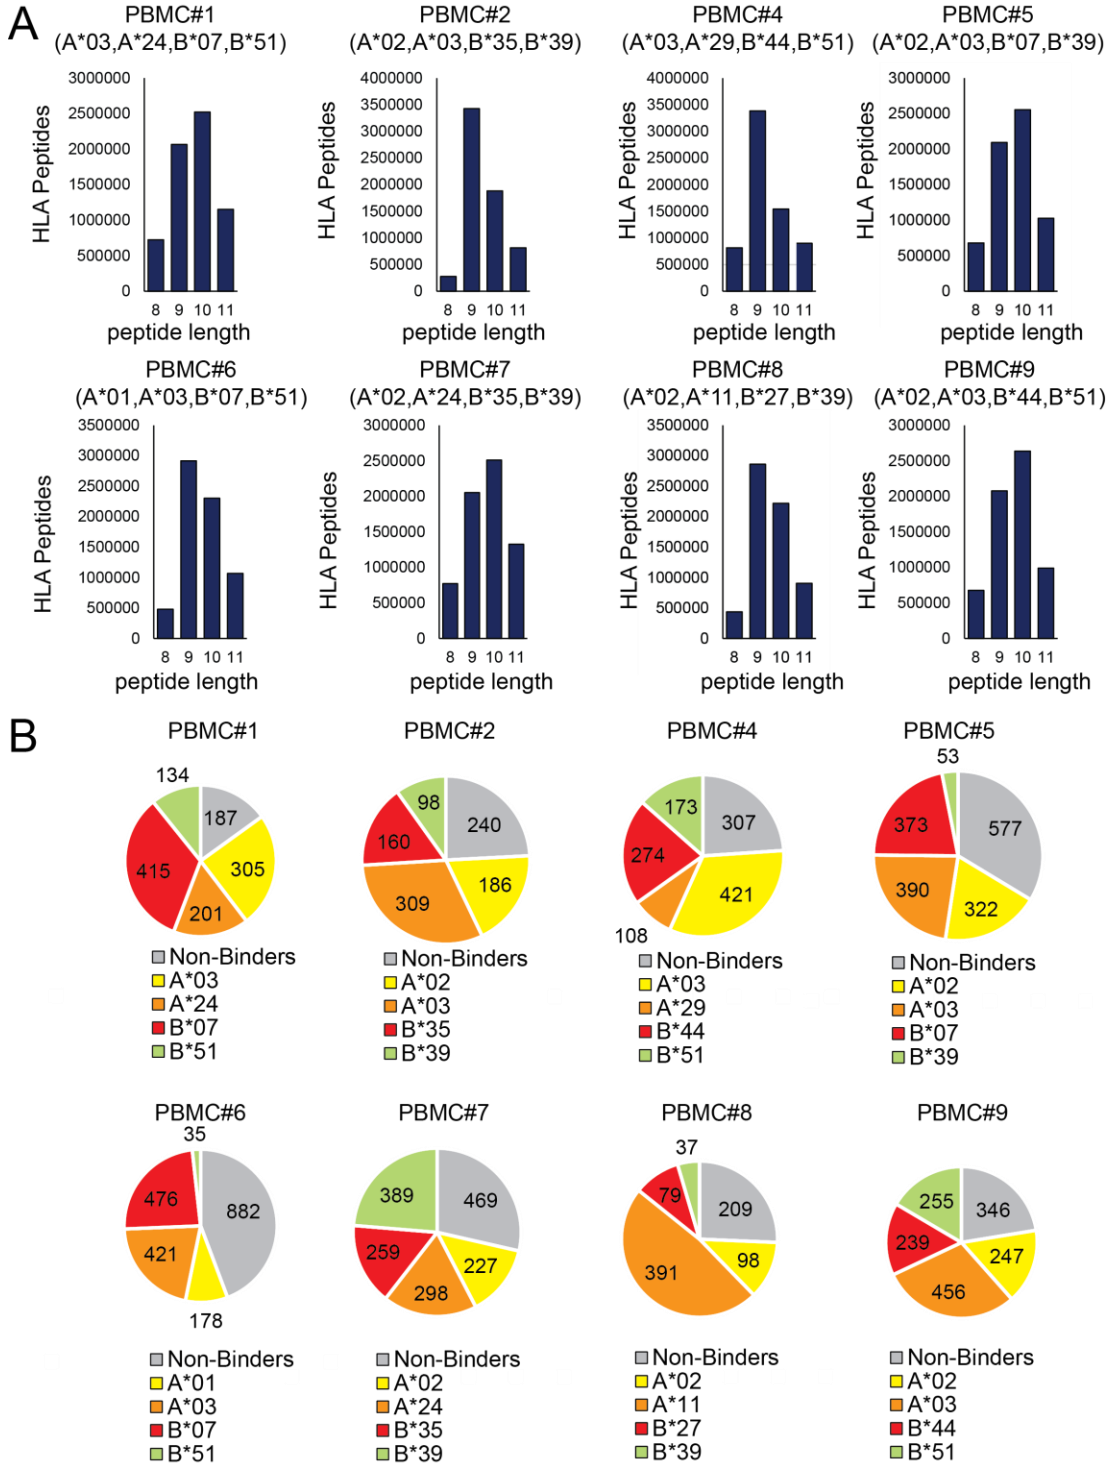 A
PBMC#1
(A*03,A*24,B*07,B*51)
HLA Peptides
3000000
2500000
2000000
1500000
1000000
500000
0
8 9 10 11
peptide length
PBMC#2
(A*02,A*03,B*35,B*39)
HLA Peptides
4000000
3500000
3000000
2500000
2000000
1500000
1000000
500000
0
8 9 10 11
peptide length
PBMC#4
(A*03,A*29,B*44,B*51)
HLA Peptides
4000000
3500000
3000000
2500000
2000000
1500000
1000000
500000
0
8 9 10 11
peptide length
PBMC#5
(A*02,A*03,B*07,B*39)
HLA Peptides
3000000
2500000
2000000
1500000
1000000
500000
0
8 9 10 11
peptide length
PBMC#6
(A*01,A*03,B*07,B*51)
HLA Peptides
3500000
3000000
2500000
2000000
1500000
1000000
500000
0
8 9 10 11
peptide length
PBMC#7
(A*02,A*24,B*35,B*39)
HLA Peptides
3000000
2500000
2000000
1500000
1000000
500000
0
8 9 10 11
peptide length
PBMC#8
(A*02,A*11,B*27,B*39)
HLA Peptides
3500000
3000000
2500000
2000000
1500000
1000000
500000
0
8 9 10 11
peptide length
PBMC#9
(A*02,A*03,B*44,B*51)
HLA Peptides
3000000
2500000
2000000
1500000
1000000
500000
0
8 9 10 11
peptide length
B
PBMC#1
134
187
415
305
201
Non-Binders
A*03
A*24
B*07
B*51
PBMC#2
98
240
160
186
309
Non-Binders
A*02
A*03
B*35
B*39
PBMC#4
173
307
274
421
108
Non-Binders
A*03
A*29
B*44
B*51
PBMC#5
53
373
577
390
322
Non-Binders
A*02
A*03
B*07
B*39
PBMC#6
35
476
882
421
178
Non-Binders
A*01
A*03
B*07
B*51
PBMC#7
389
469
259
227
298
Non-Binders
A*02
A*24
B*35
B*39
PBMC#8
37
79
209
98
391
Non-Binders
A*02
A*11
B*27
B*39
PBMC#9
255
346
239
247
456
Non-Binders
A*02
A*03
B*44
B*51